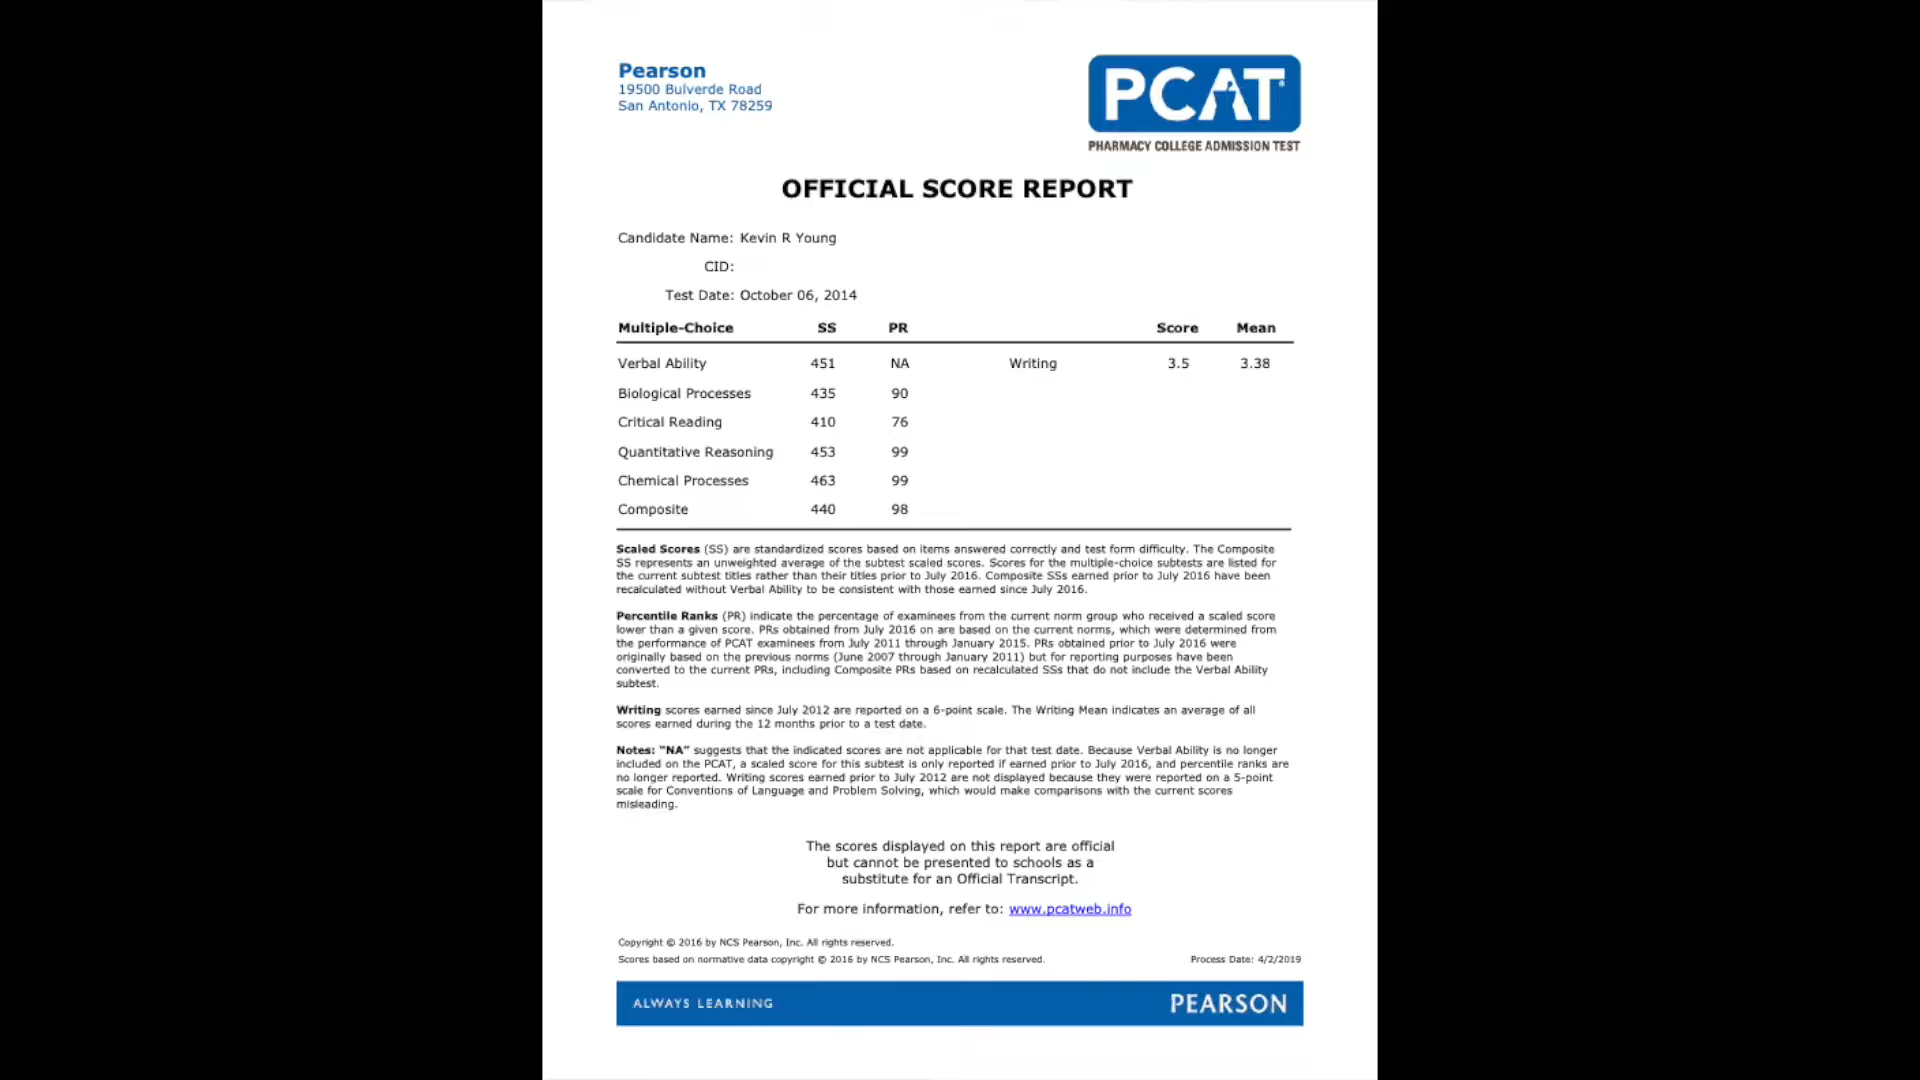 Pearson
19500 Bulverde Road
San Antonio, TX 78259
PCAT®
PHARMACY COLLEGE ADMISSION TEST
OFFICIAL SCORE REPORT
Candidate Name: Kevin R Young
CID:
Test Date: October 06, 2014
Multiple-Choice SS PR Score Mean
Verbal Ability 451 NA Writing 3.5 3.38
Biological Processes 435 90
Critical Reading 410 76
Quantitative Reasoning 453 99
Chemical Processes 463 99
Composite 440 98
Scaled Scores (SS) are standardized scores based on items answered correctly and test form difficulty. The Composite
SS represents an unweighted average of the subtest scaled scores. Scores for the multiple-choice subtests are listed for
the current subtest titles rather than their titles prior to July 2016. Composite SSs earned prior to July 2016 have been
recalculated without Verbal Ability to be consistent with those earned since July 2016.
Percentile Ranks (PR) indicate the percentage of examinees from the current norm group who received a scaled score
lower than a given score. PRs obtained from July 2016 on are based on the current norms, which were determined from
the performance of PCAT examinees from July 2011 through January 2015. PRs obtained prior to July 2016 were
originally based on the previous norms (June 2007 through January 2011) but for reporting purposes have been
converted to the current PRs, including Composite PRs based on recalculated SSs that do not include the Verbal Ability
subtest.
Writing scores earned since July 2012 are reported on a 6-point scale. The Writing Mean indicates an average of all
scores earned during the 12 months prior to a test date.
Notes: “NA” suggests that the indicated scores are not applicable for that test date. Because Verbal Ability is no longer
included on the PCAT, a scaled score for this subtest is only reported if earned prior to July 2016, and percentile ranks are
no longer reported. Writing scores earned prior to July 2012 are not displayed because they were reported on a 5-point
scale for Conventions of Language and Problem Solving, which would make comparisons with the current scores
misleading.
The scores displayed on this report are official
but cannot be presented to schools as a
substitute for an Official Transcript.
For more information, refer to: www.pcatweb.info
Copyright © 2016 by NCS Pearson, Inc. All rights reserved.
Scores based on normative data copyright © 2016 by NCS Pearson, Inc. All rights reserved. Process Date: 4/2/2019
ALWAYS LEARNING PEARSON